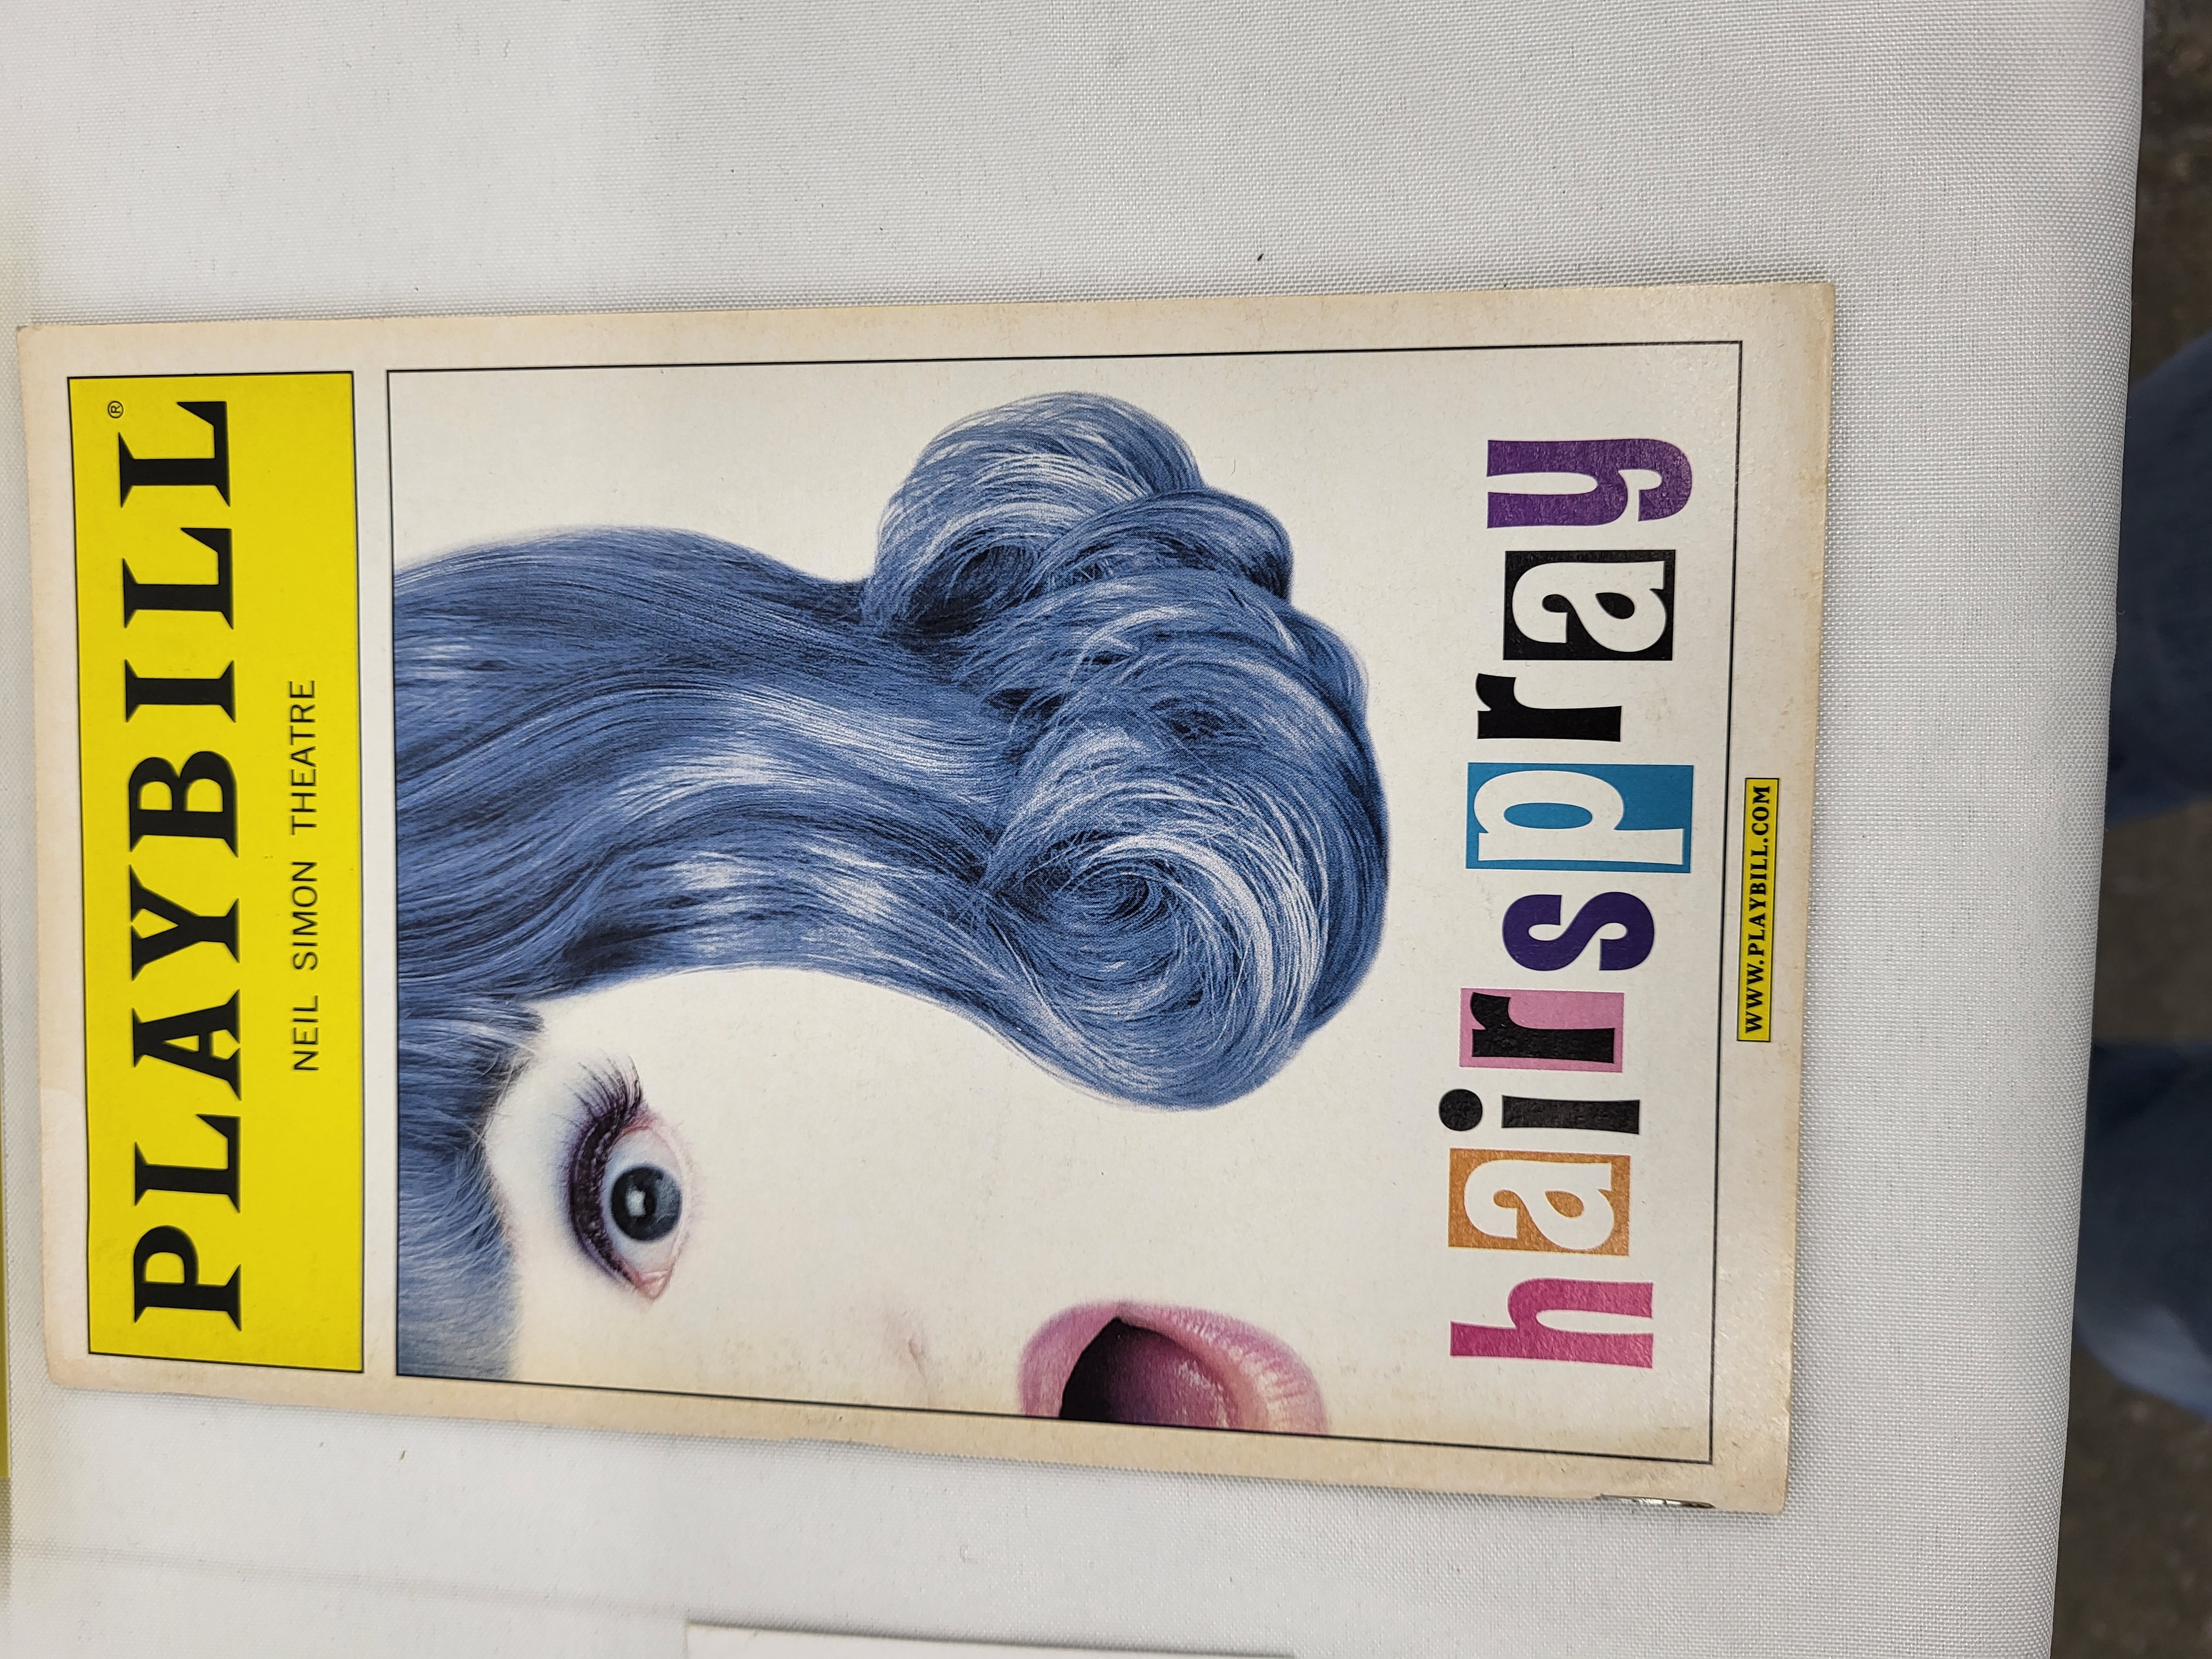 PLAYBILL®
NEIL SIMON THEATRE
hairspray
WWW.PLAYBILL.COM